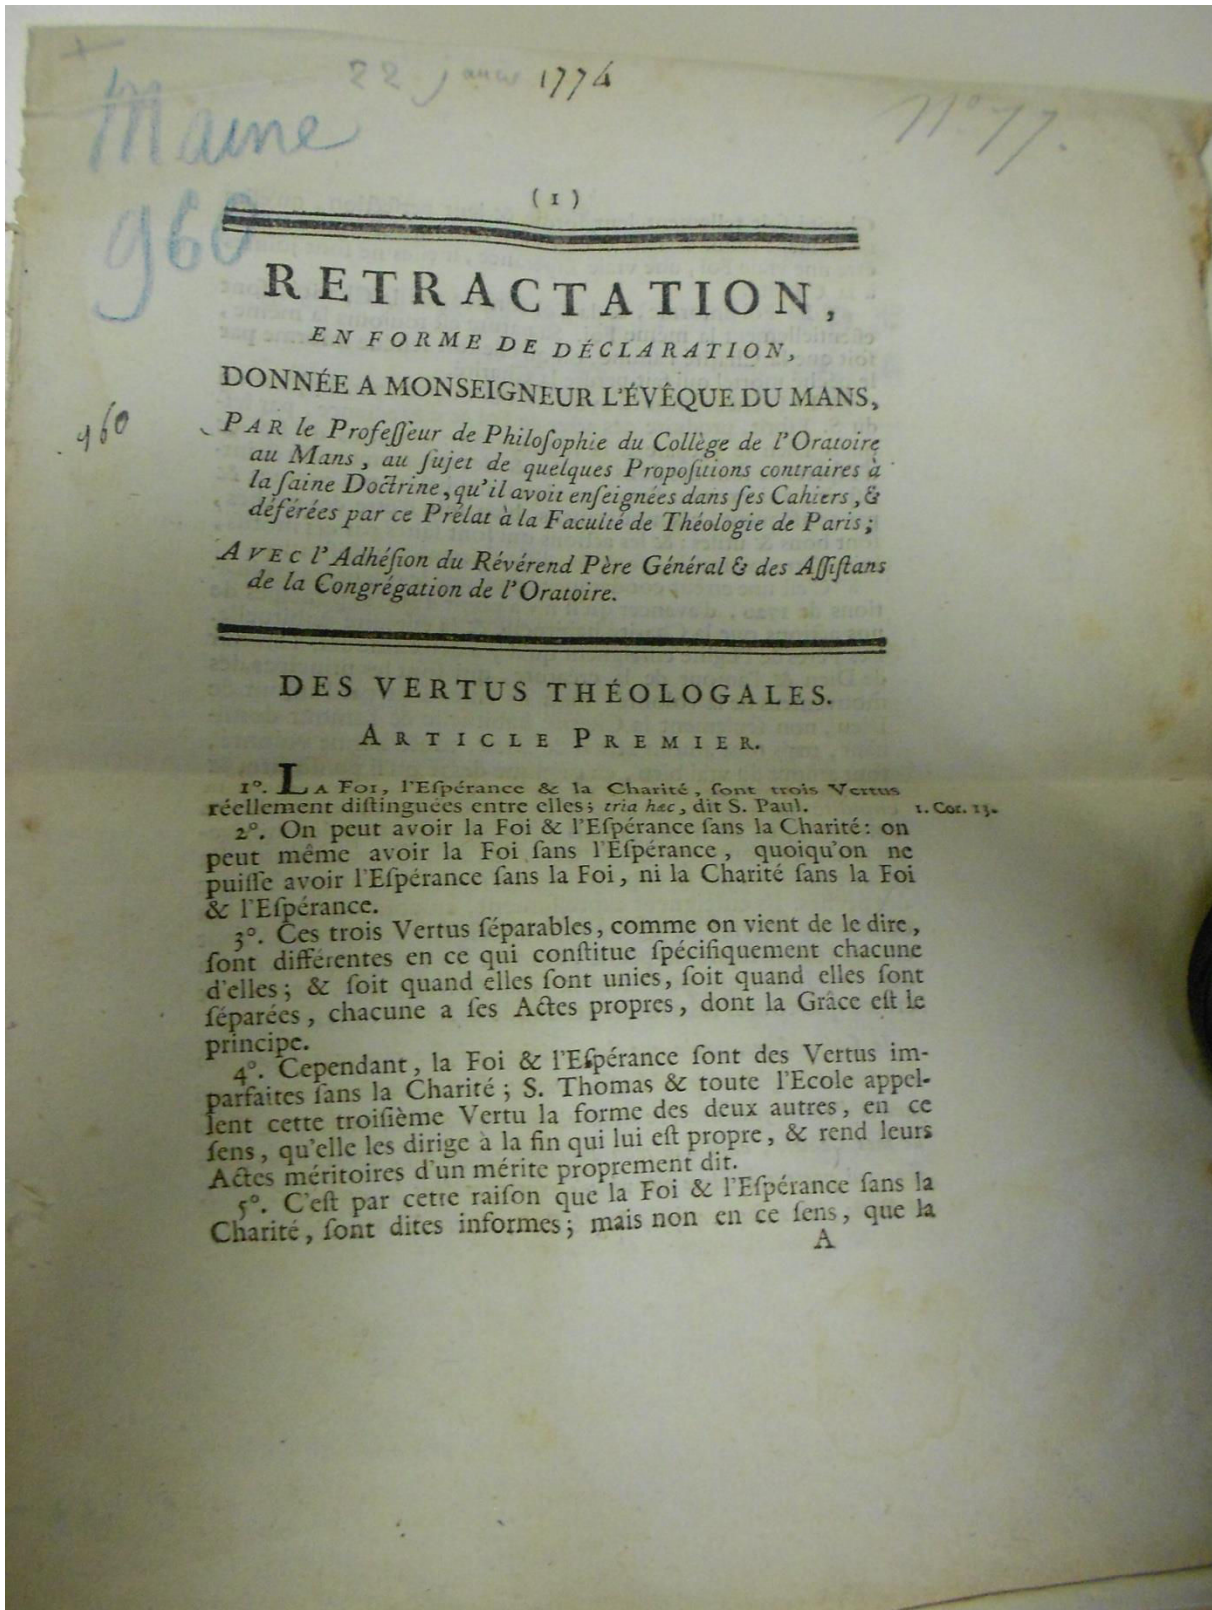 22 janv 1774
Maine
960
n° 77.
(1)
RETRACTATION,
EN FORME DE DÉCLARATION,
DONNÉE A MONSEIGNEUR L'ÉVÊQUE DU MANS,
960
PAR le Profeſſeur de Philoſophie du Collège de l'Oratoire
au Mans, au ſujet de quelques Propoſitions contraires à
la ſaine Doctrine, qu'il avoit enſeignées dans ſes Cahiers, &
déférées par ce Prélat à la Faculté de Théologie de Paris;
AVEC l'Adhéſion du Révérend Père Général & des Aſſiſtans
de la Congrégation de l'Oratoire.
DES VERTUS THÉOLOGALES.
ARTICLE PREMIER.
1°. LA FOI, l'Eſpérance & la Charité, ſont trois Vertus
réellement diſtinguées entre elles; tria hæc, dit S. Paul. 1. Cor. 13.
2°. On peut avoir la Foi & l'Eſpérance ſans la Charité: on
peut même avoir la Foi ſans l'Eſpérance, quoiqu'on ne
puiſſe avoir l'Eſpérance ſans la Foi, ni la Charité ſans la Foi
& l'Eſpérance.
3°. Ces trois Vertus ſéparables, comme on vient de le dire,
ſont différentes en ce qui conſtitue ſpécifiquement chacune
d'elles; & ſoit quand elles ſont unies, ſoit quand elles ſont
ſéparées, chacune a ſes Actes propres, dont la Grâce eſt le
principe.
4°. Cependant, la Foi & l'Eſpérance ſont des Vertus im-
parfaites ſans la Charité; S. Thomas & toute l'Ecole appel-
lent cette troiſième Vertu la forme des deux autres, en ce
ſens, qu'elle les dirige à la fin qui lui eſt propre, & rend leurs
Actes méritoires d'un mérite proprement dit.
5°. C'eſt par cette raiſon que la Foi & l'Eſpérance ſans la
Charité, ſont dites informes; mais non en ce ſens, que la
A